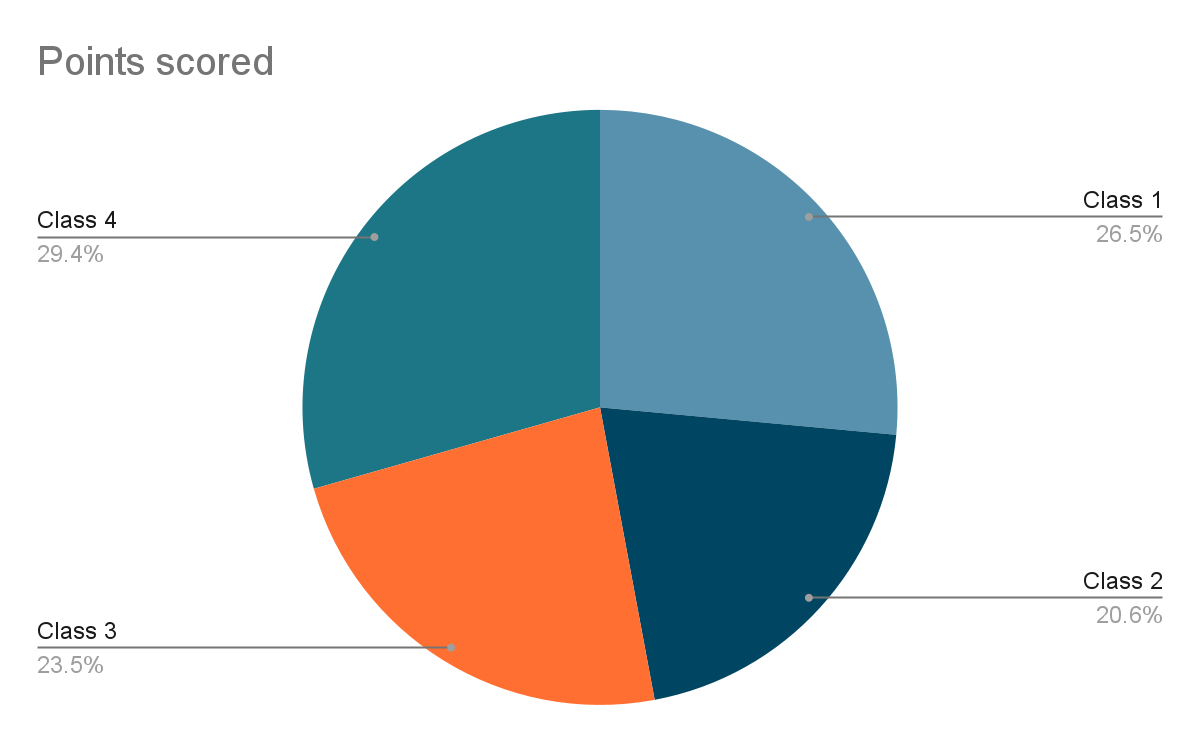 Points scored
Class 1
26.5%
Class 4
29.4%
Class 2
20.6%
Class 3
23.5%